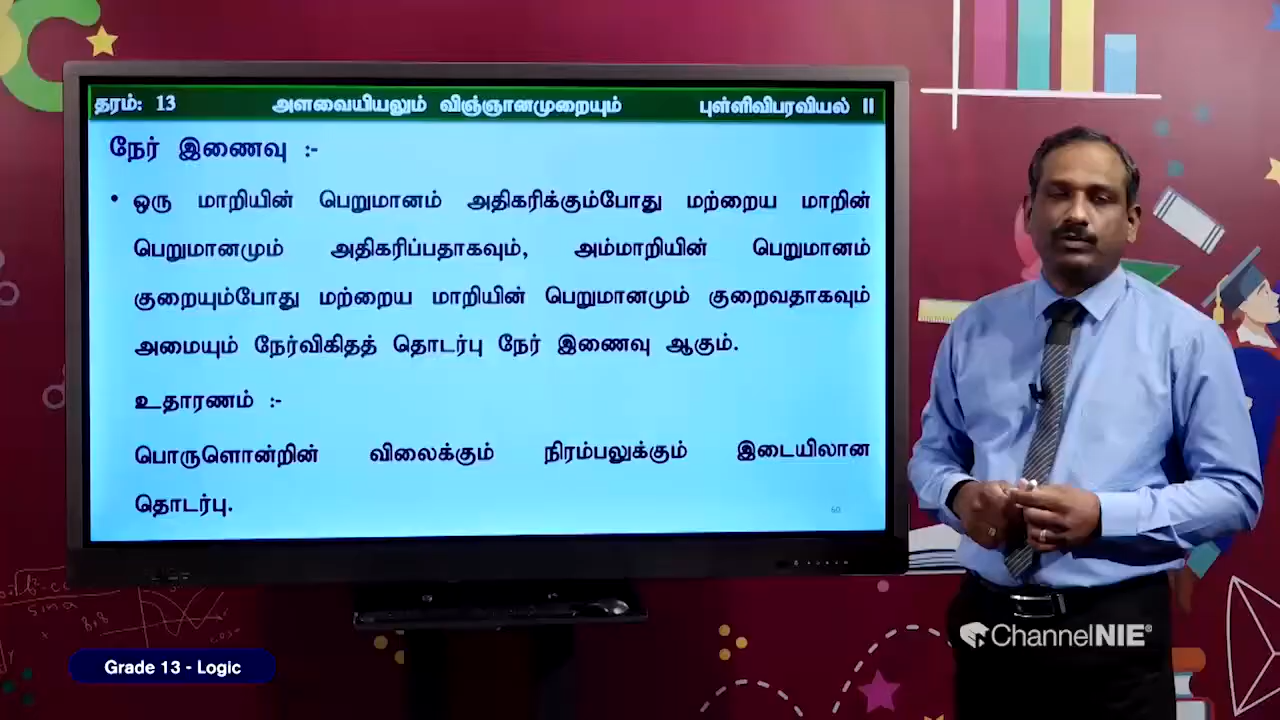 தரம்: 13 அளவையியலும் விஞ்ஞானமுறையும் புள்ளிவிபரவியல் II
நேர் இணைவு :-
• ஒரு மாறியின் பெறுமானம் அதிகரிக்கும்போது மற்றைய மாறின்
பெறுமானமும் அதிகரிப்பதாகவும், அம்மாறியின் பெறுமானம்
குறையும்போது மற்றைய மாறியின் பெறுமானமும் குறைவதாகவும்
அமையும் நேர்விகிதத் தொடர்பு நேர் இணைவு ஆகும்.
உதாரணம் :-
பொருளொன்றின் விலைக்கும் நிரம்பலுக்கும் இடையிலான
தொடர்பு.
60
ChannelNIE®
Grade 13 - Logic